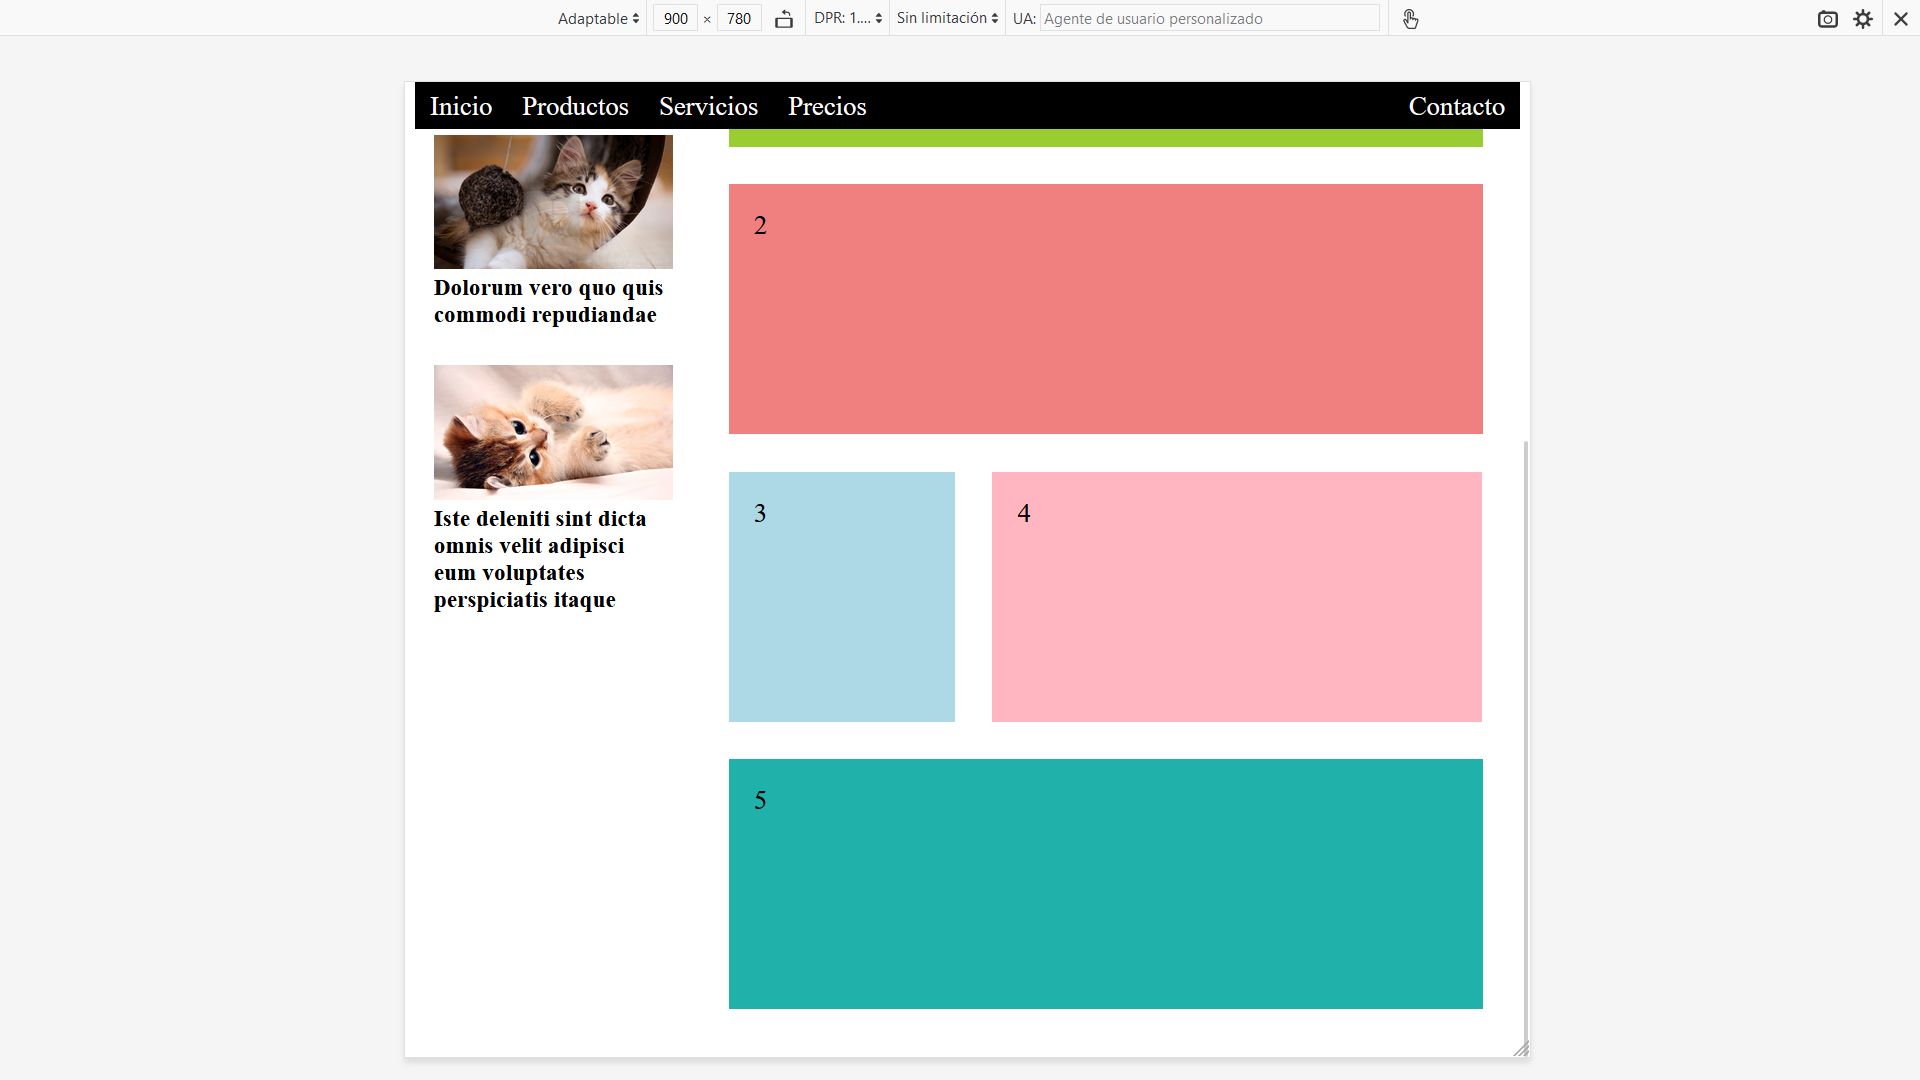 Adaptable 900 × 780 DPR: 1.... Sin limitación UA: Agente de usuario personalizado
Inicio Productos Servicios Precios Contacto
Dolorum vero quo quis
commodi repudiandae
Iste deleniti sint dicta
omnis velit adipisci
eum voluptates
perspiciatis itaque
2
3
4
5